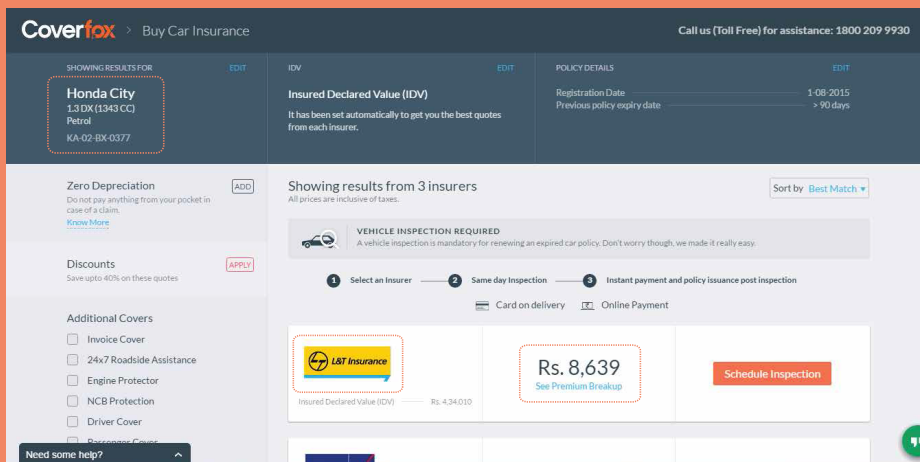 Coverfox > Buy Car Insurance
Call us (Toll Free) for assistance: 1800 209 9930
SHOWING RESULTS FOR
EDIT
Honda City
1.3 DX (1343 CC)
Petrol
KA-02-BX-0377
IDV
EDIT
Insured Declared Value (IDV)
It has been set automatically to get you the best quotes
from each insurer.
POLICY DETAILS
EDIT
Registration Date 1-08-2015
Previous policy expiry date > 90 days
Zero Depreciation
ADD
Do not pay anything from your pocket in
case of a claim.
Know More
Discounts
APPLY
Save upto 40% on these quotes
Additional Covers
Invoice Cover
24x7 Roadside Assistance
Engine Protector
NCB Protection
Driver Cover
Passenger Cover
Need some help?
Showing results from 3 insurers
All prices are inclusive of taxes.
Sort by Best Match
VEHICLE INSPECTION REQUIRED
A vehicle inspection is mandatory for renewing an expired car policy. Don't worry though, we made it really easy.
1 Select an Insurer 2 Same day Inspection 3 Instant payment and policy issuance post inspection
Card on delivery Online Payment
L&T Insurance
Insured Declared Value (IDV) Rs. 4,34,010
Rs. 8,639
See Premium Breakup
Schedule Inspection